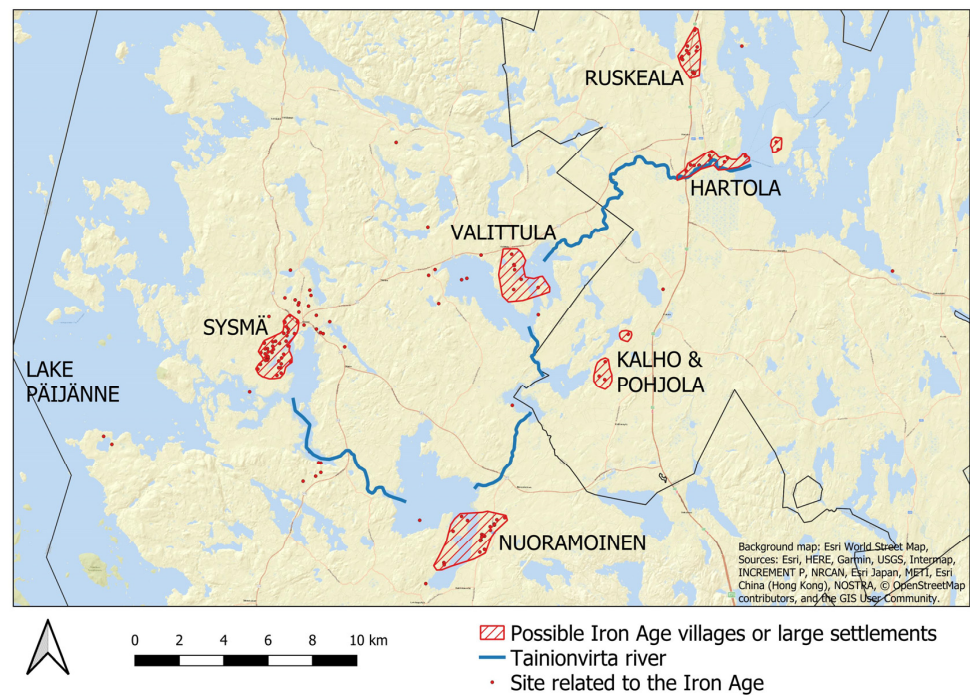 RUSKEALA
HARTOLA
VALITTULA
SYSMÄ
KALHO &
POHJOLA
LAKE
PÄIJÄNNE
NUORAMOINEN
Background map: Esri World Street Map,
Sources: Esri, HERE, Garmin, USGS, Intermap,
INCREMENT P, NRCAN, Esri Japan, METI, Esri
China (Hong Kong), NOSTRA, © OpenStreetMap
contributors, and the GIS User Community.
0 2 4 6 8 10 km
Possible Iron Age villages or large settlements
Tainionvirta river
Site related to the Iron Age